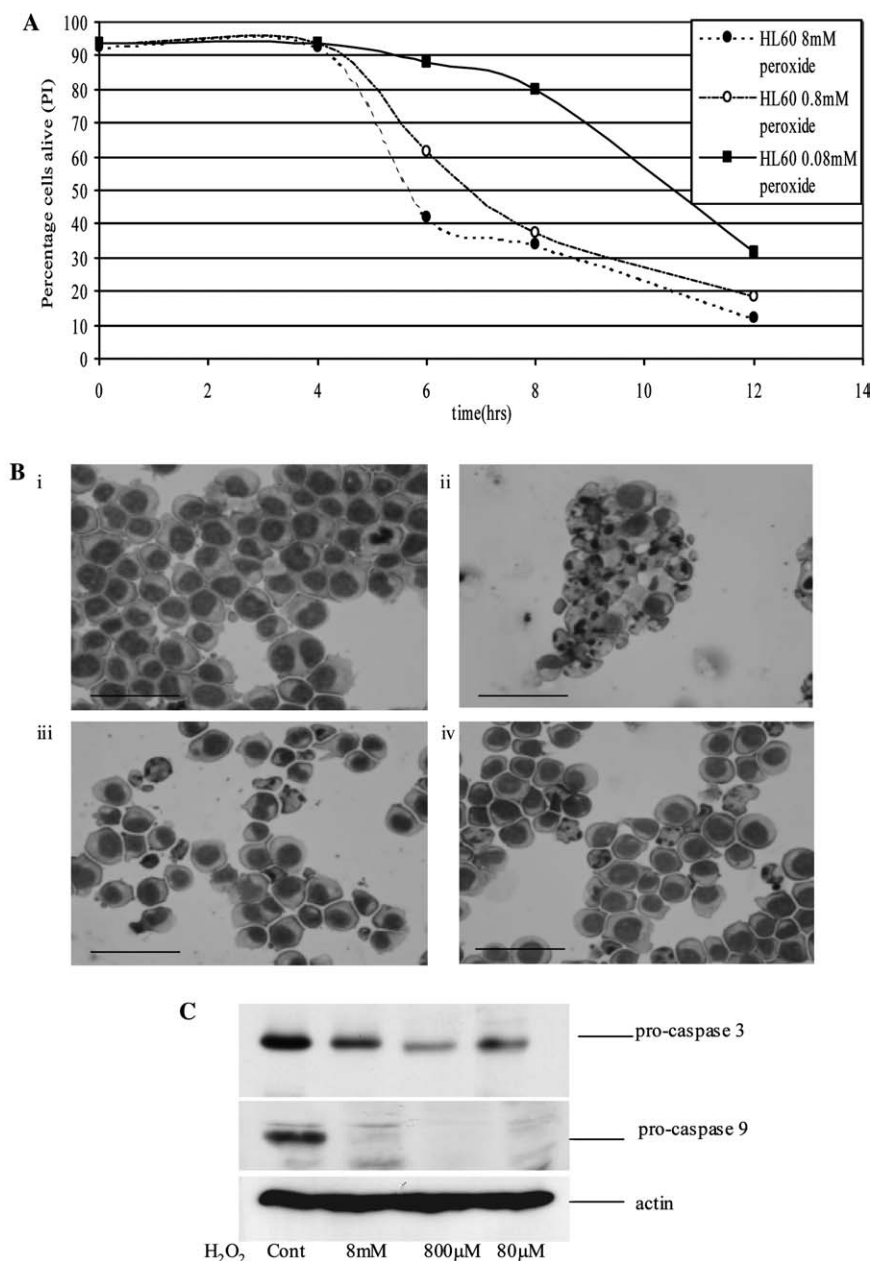 A
Percentage cells alive (PI)
100
90
80
70
60
50
40
30
20
10
0
0 2 4 6 8 10 12 14
time(hrs)
HL60 8mM
peroxide
HL60 0.8mM
peroxide
HL60 0.08mM
peroxide
B
i
ii
iii
iv
C
pro-caspase 3
pro-caspase 9
actin
H₂O₂ Cont 8mM 800μM 80μM